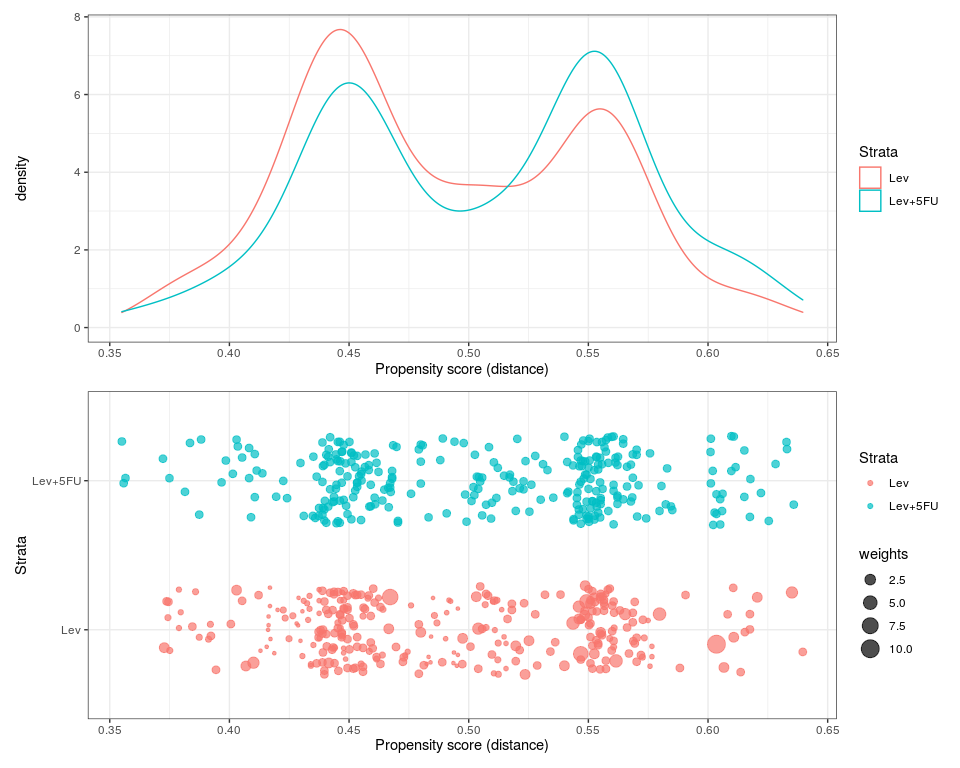 8
6
4
2
0
density
0.35 0.40 0.45 0.50 0.55 0.60 0.65
Propensity score (distance)
Strata
Lev
Lev+5FU
Lev+5FU
Lev
Strata
0.35 0.40 0.45 0.50 0.55 0.60 0.65
Propensity score (distance)
Strata
Lev
Lev+5FU
weights
2.5
5.0
7.5
10.0